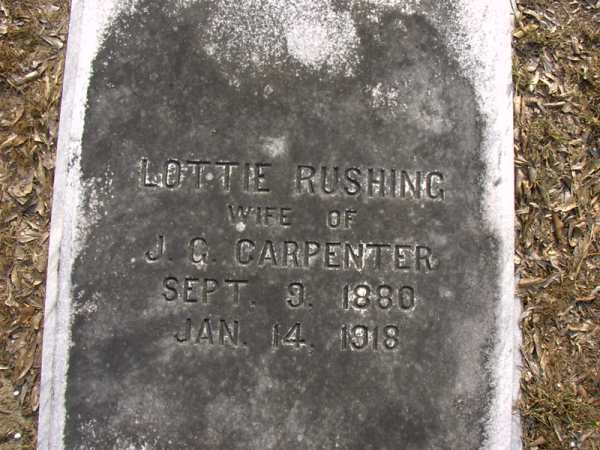 LOTTIE RUSHING
WIFE OF
J. G. CARPENTER
SEPT. 9. 1880
JAN. 14. 1918